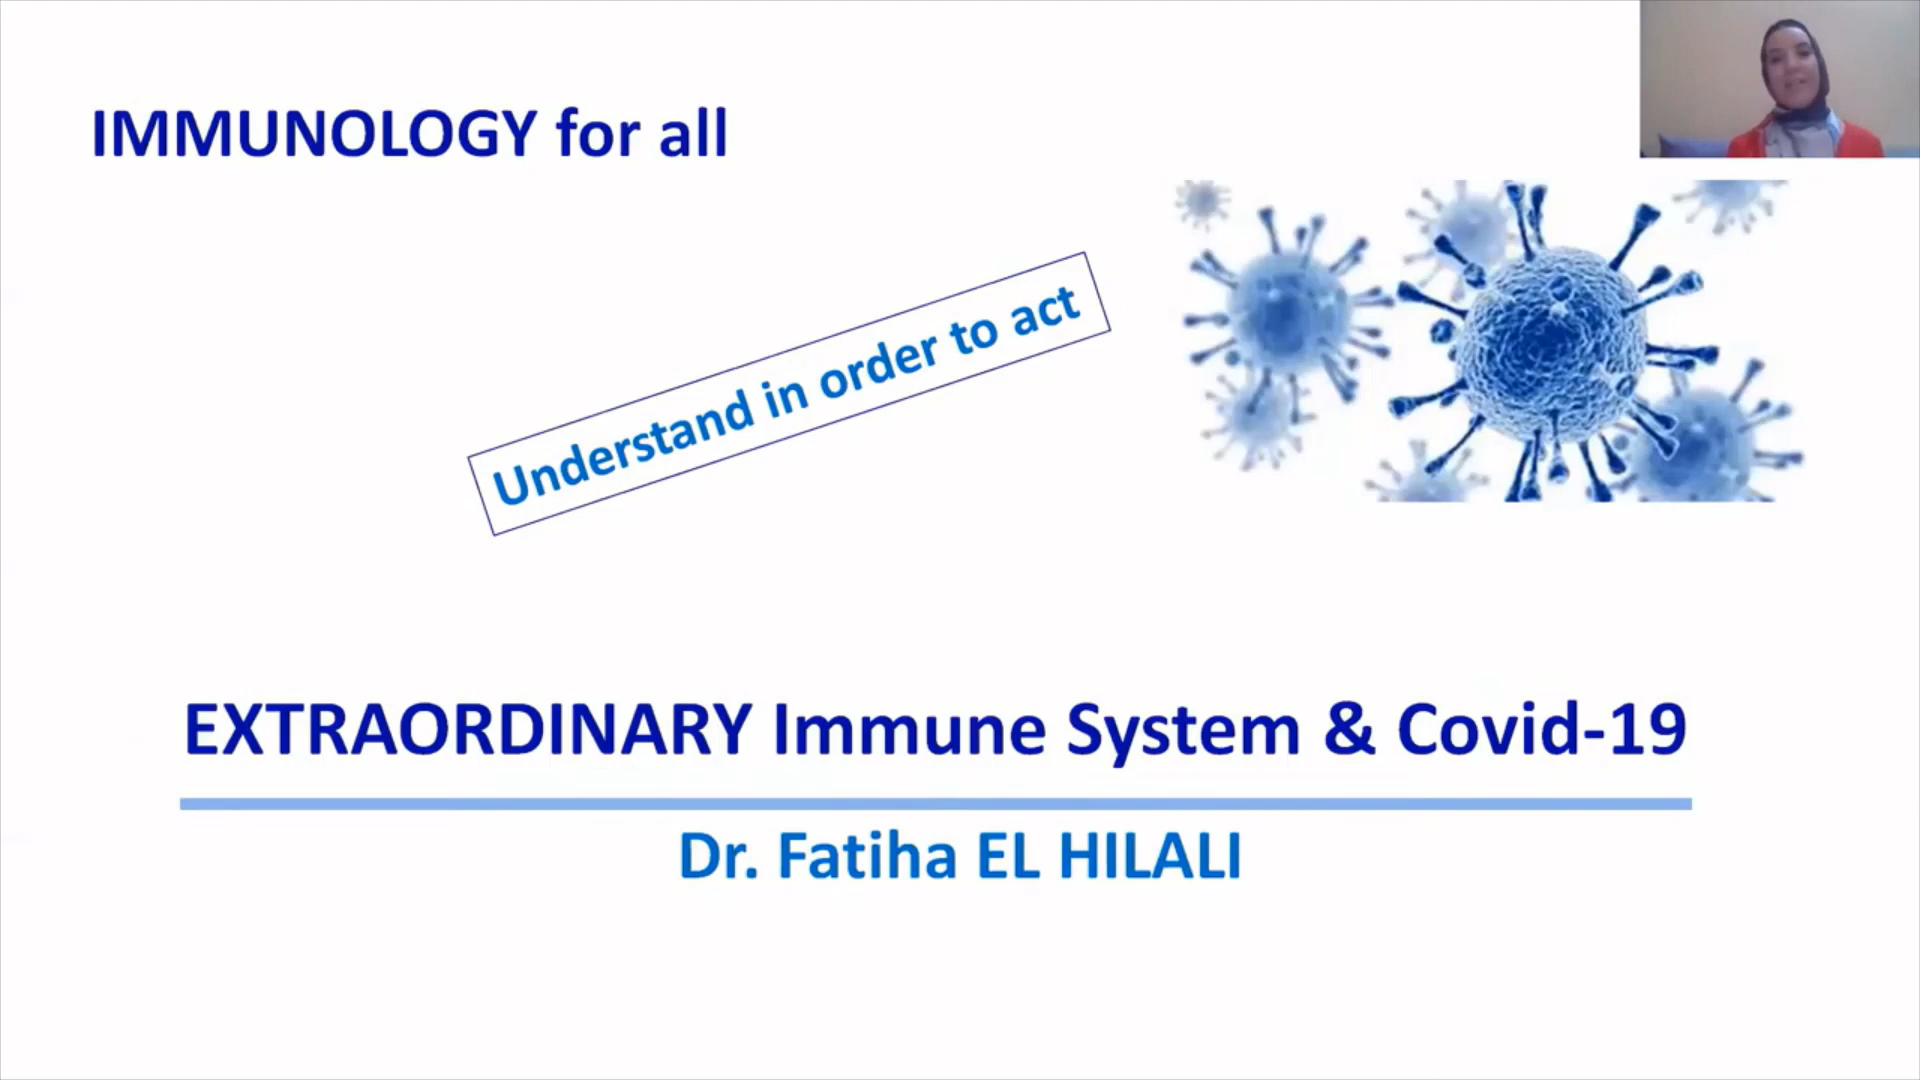 IMMUNOLOGY for all
Understand in order to act
EXTRAORDINARY Immune System & Covid-19
Dr. Fatiha EL HILALI